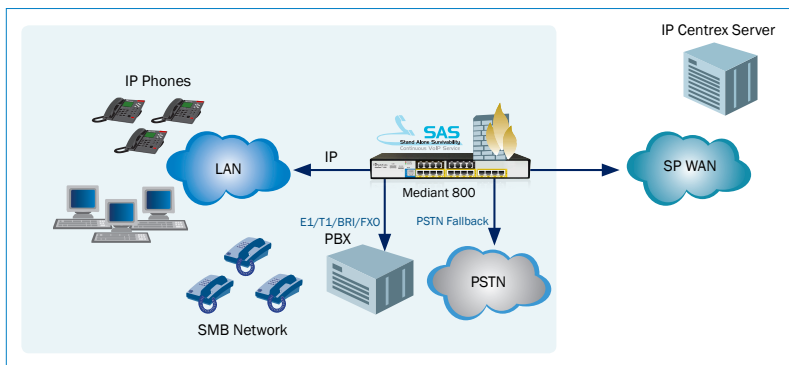 IP Centrex Server
IP Phones
SAS
Stand Alone Survivability
Continuous VoIP Service
LAN
IP
SP WAN
Mediant 800
E1/T1/BRI/FXO
PSTN Fallback
PBX
PSTN
SMB Network